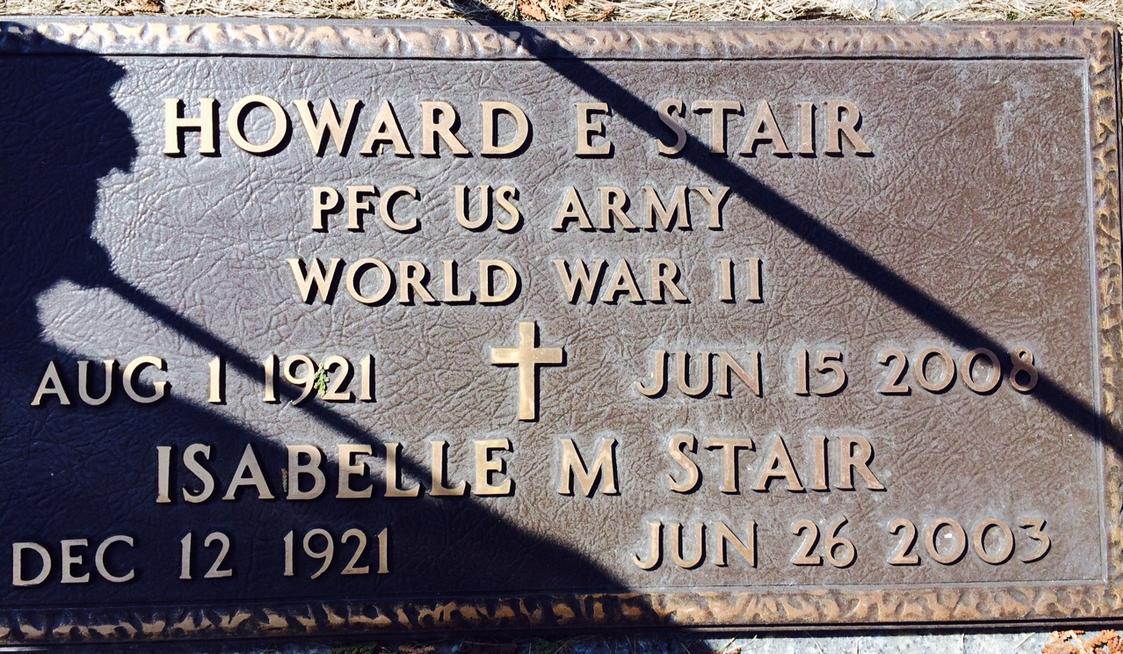 HOWARD E STAIR
PFC US ARMY
WORLD WAR II
AUG 1 1921 JUN 15 2008
ISABELLE M STAIR
DEC 12 1921 JUN 26 2003